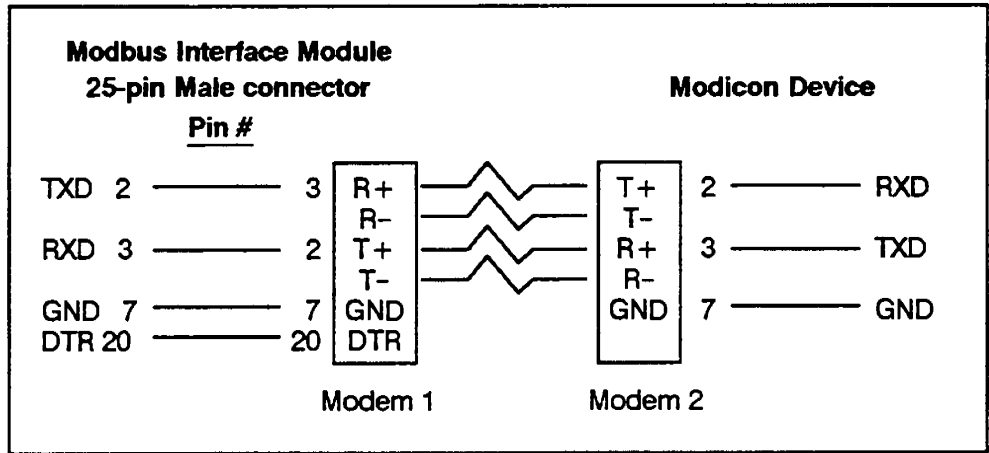 Modbus Interface Module
25-pin Male connector
Modicon Device
Pin #
TXD 2 3 R+ T+ 2 RXD
R- T-
RXD 3 2 T+ R+ 3 TXD
T- R-
GND 7 7 GND GND 7 GND
DTR 20 20 DTR
Modem 1 Modem 2